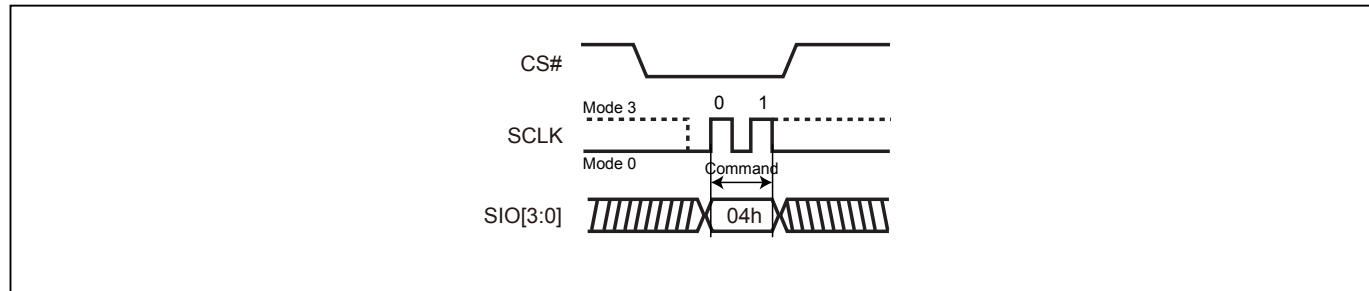 CS#
Mode 3
0 1
SCLK
Mode 0
Command
SIO[3:0]
04h